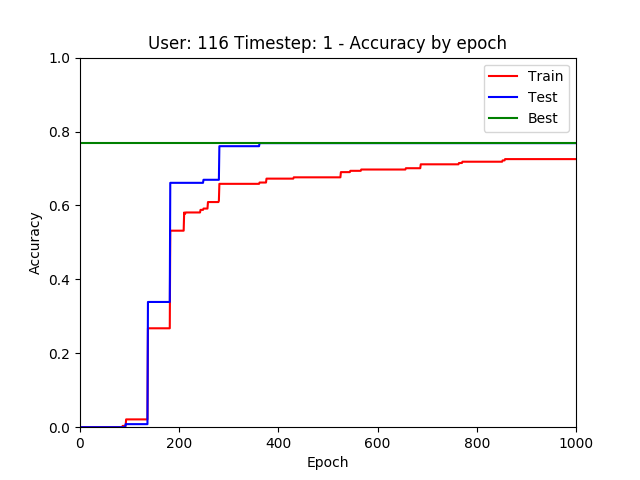 User: 116 Timestep: 1 - Accuracy by epoch
Train
Test
Best
1.0
0.8
0.6
0.4
0.2
0.0
Accuracy
0 200 400 600 800 1000
Epoch